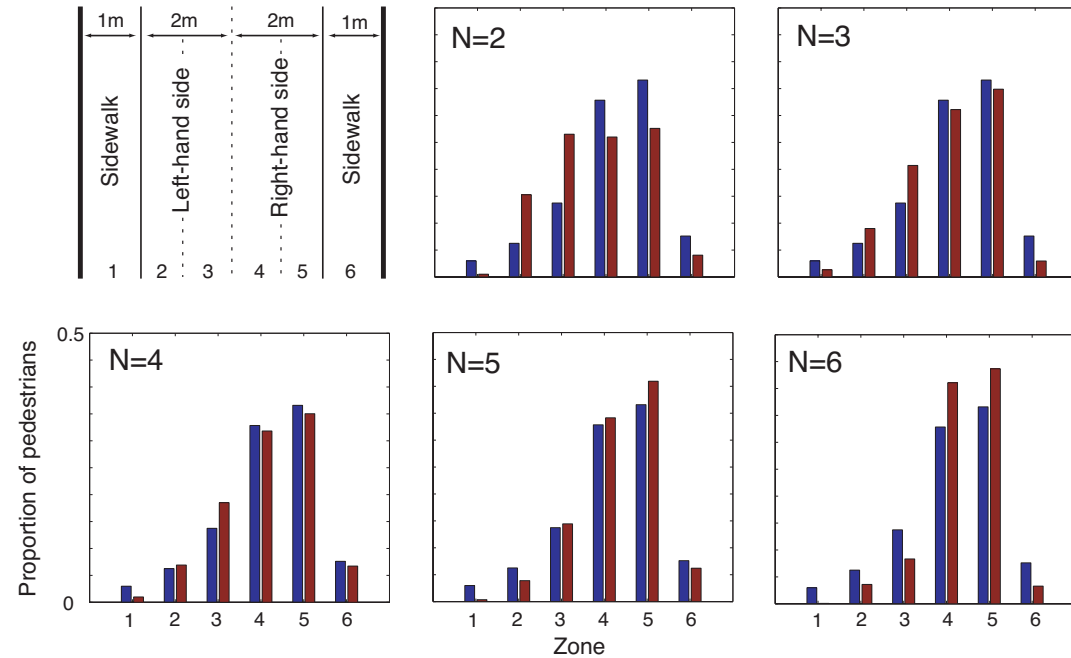 1m 2m 2m 1m
Sidewalk
Left-hand side
Right-hand side
Sidewalk
1 2 3 4 5 6
N=2
N=3
Proportion of pedestrians
0.5
0
N=4
1 2 3 4 5 6
N=5
1 2 3 4 5 6
Zone
N=6
1 2 3 4 5 6